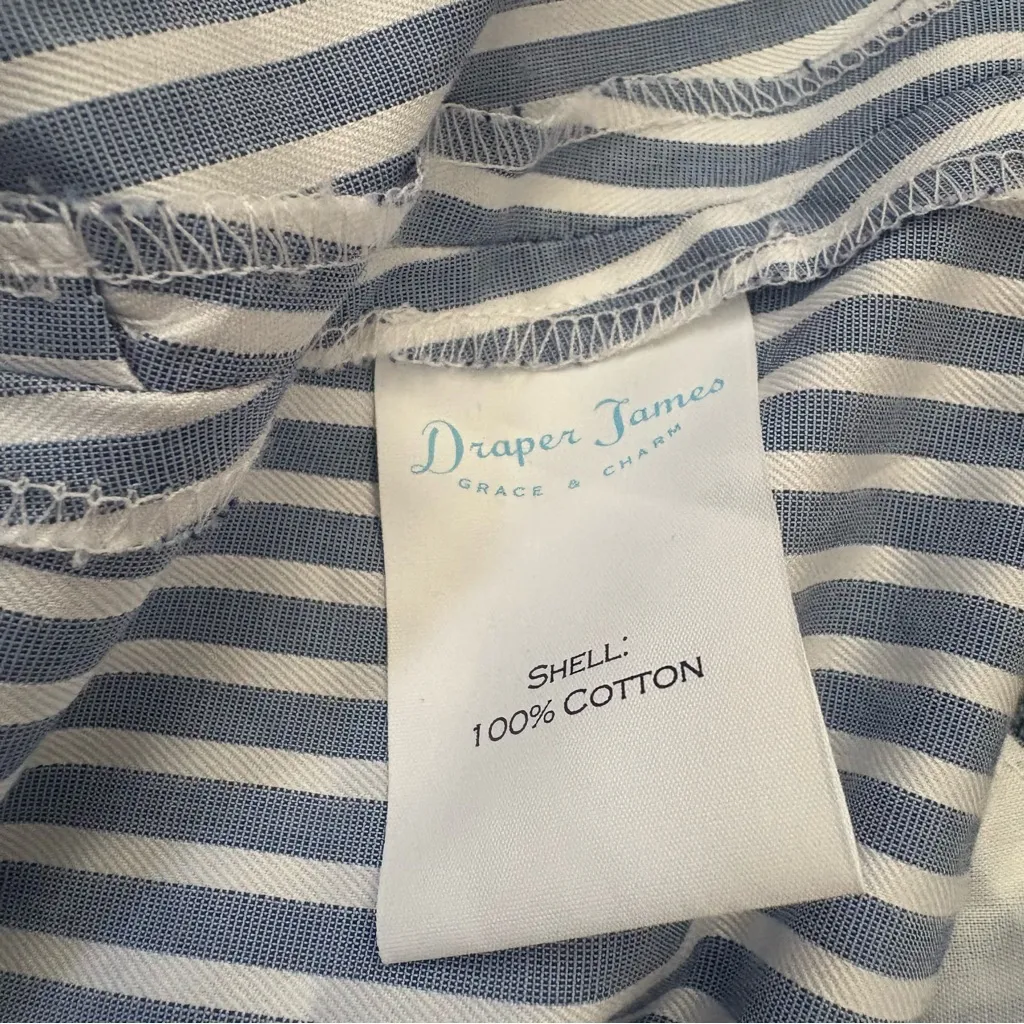 Draper James
GRACE & CHARM
SHELL:
100% COTTON